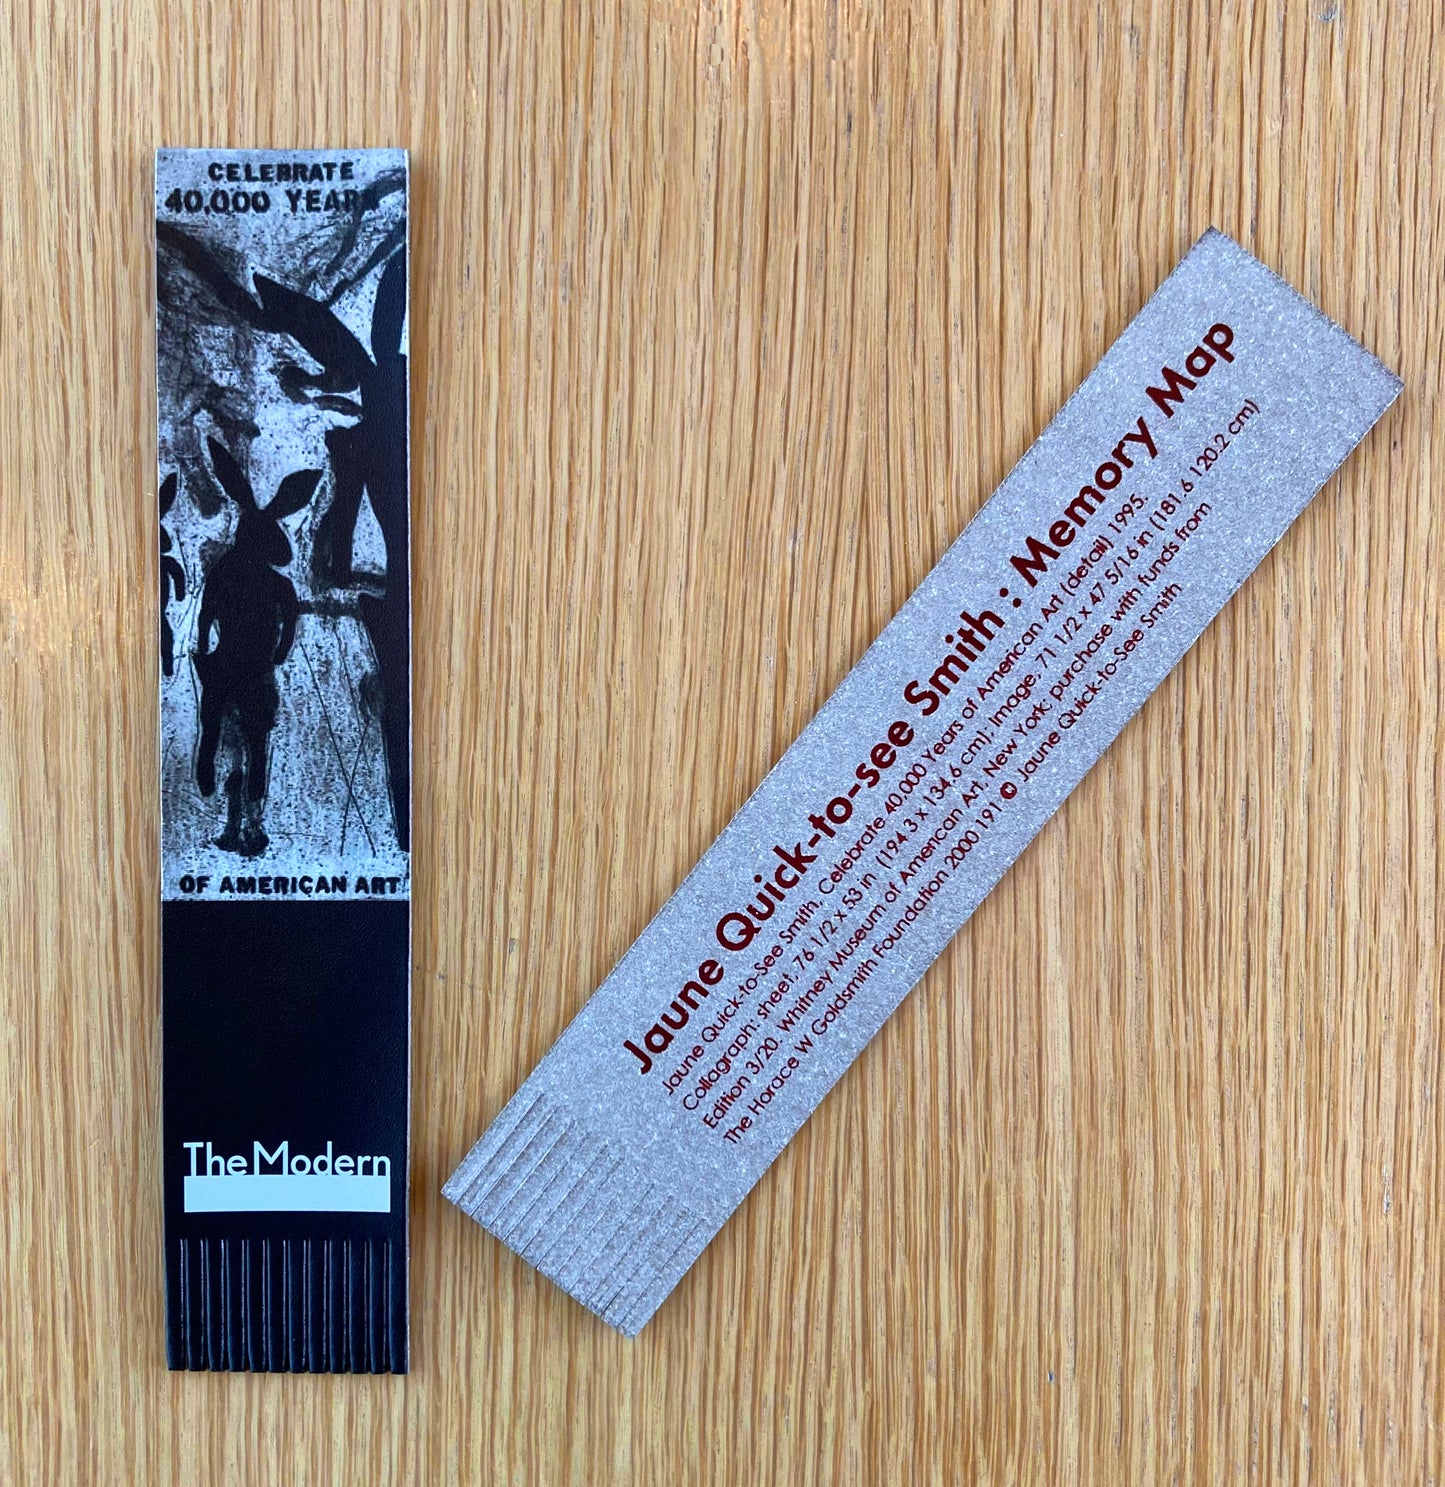 CELEBRATE
40,000 YEARS
OF AMERICAN ART
The Modern
Jaune Quick-to-see Smith : Memory Map
Jaune Quick-to-See Smith, Celebrate 40,000 Years of American Art (detail) 1995.
Collagraph: sheet, 76 1/2 x 53 in (194.3 x 134.6 cm); Image, 71 1/2 x 47 5/16 in (181.6 120.2 cm)
Edition 3/20. Whitney Museum of American Art, New York; purchase with funds from
The Horace W Goldsmith Foundation 2000 191 © Jaune Quick-to-See Smith